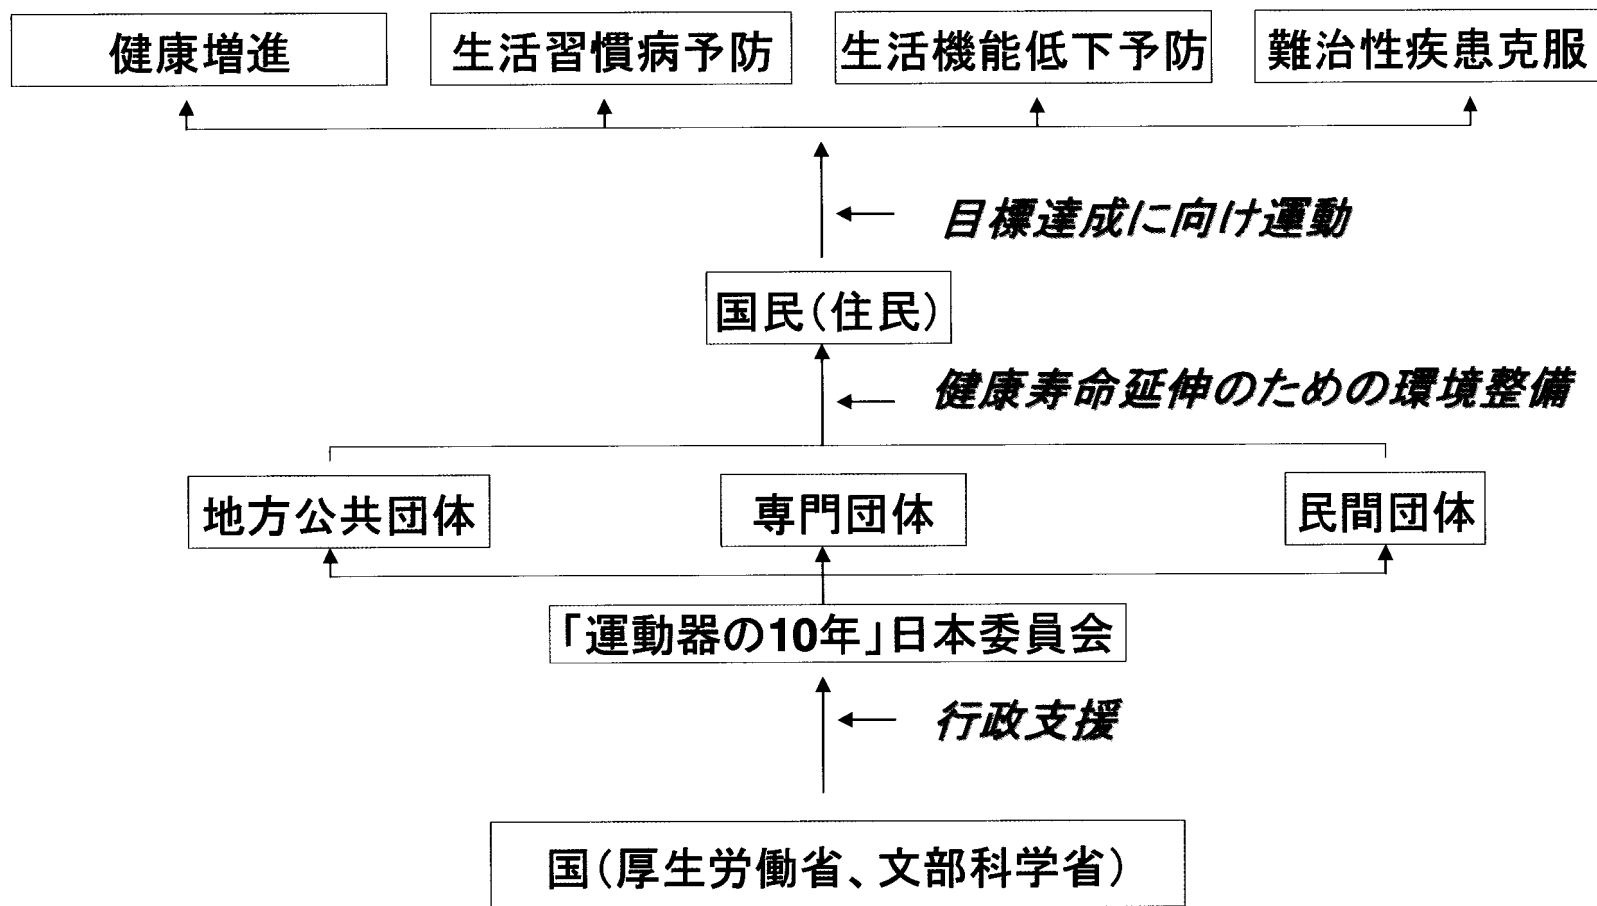 健康増進
生活習慣病予防
生活機能低下予防
難治性疾患克服
目標達成に向け運動
国民(住民)
健康寿命延伸のための環境整備
地方公共団体
専門団体
民間団体
「運動器の10年」日本委員会
行政支援
国(厚生労働省、文部科学省)